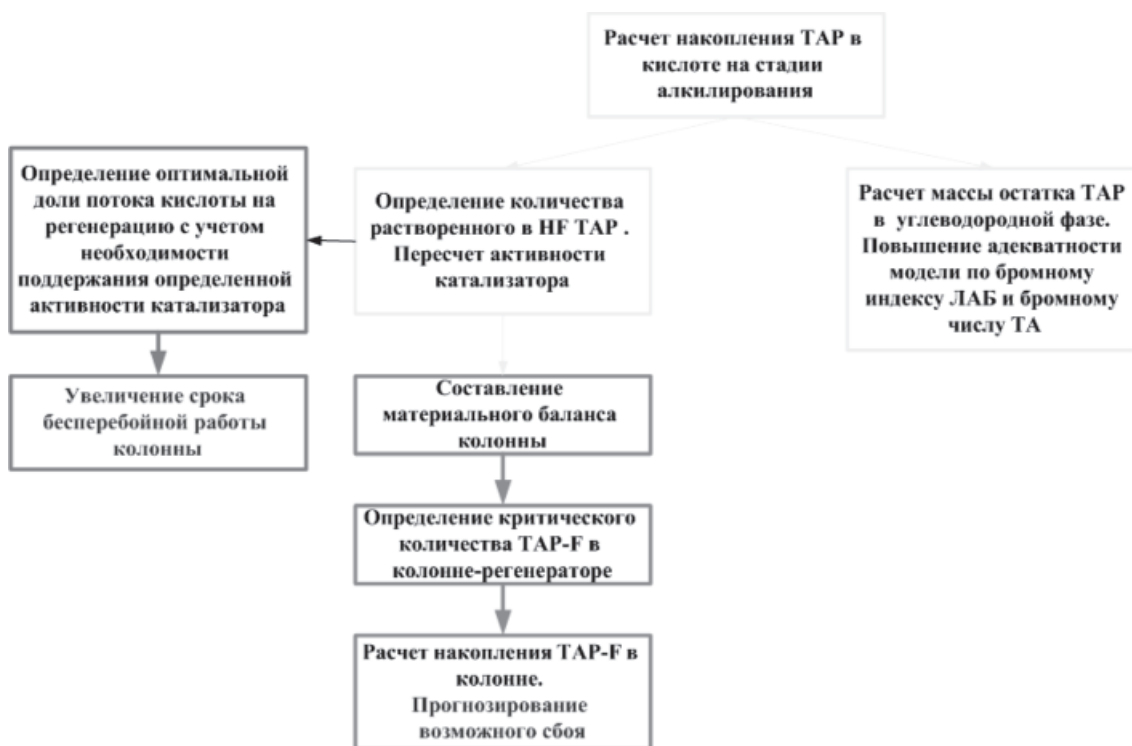 Расчет накопления ТАР в
кислоте на стадии
алкилирования
Определение оптимальной
доли потока кислоты на
регенерацию с учетом
необходимости
поддержания определенной
активности катализатора
Определение количества
растворенного в HF ТАР .
Пересчет активности
катализатора
Расчет массы остатка ТАР
в углеводородной фазе.
Повышение адекватности
модели по бромному
индексу ЛАБ и бромному
числу ТА
Увеличение срока
бесперебойной работы
колонны
Составление
материального баланса
колонны
Определение критического
количества ТАР-F в
колонне-регенераторе
Расчет накопления ТАР-F в
колонне.
Прогнозирование
возможного сбоя